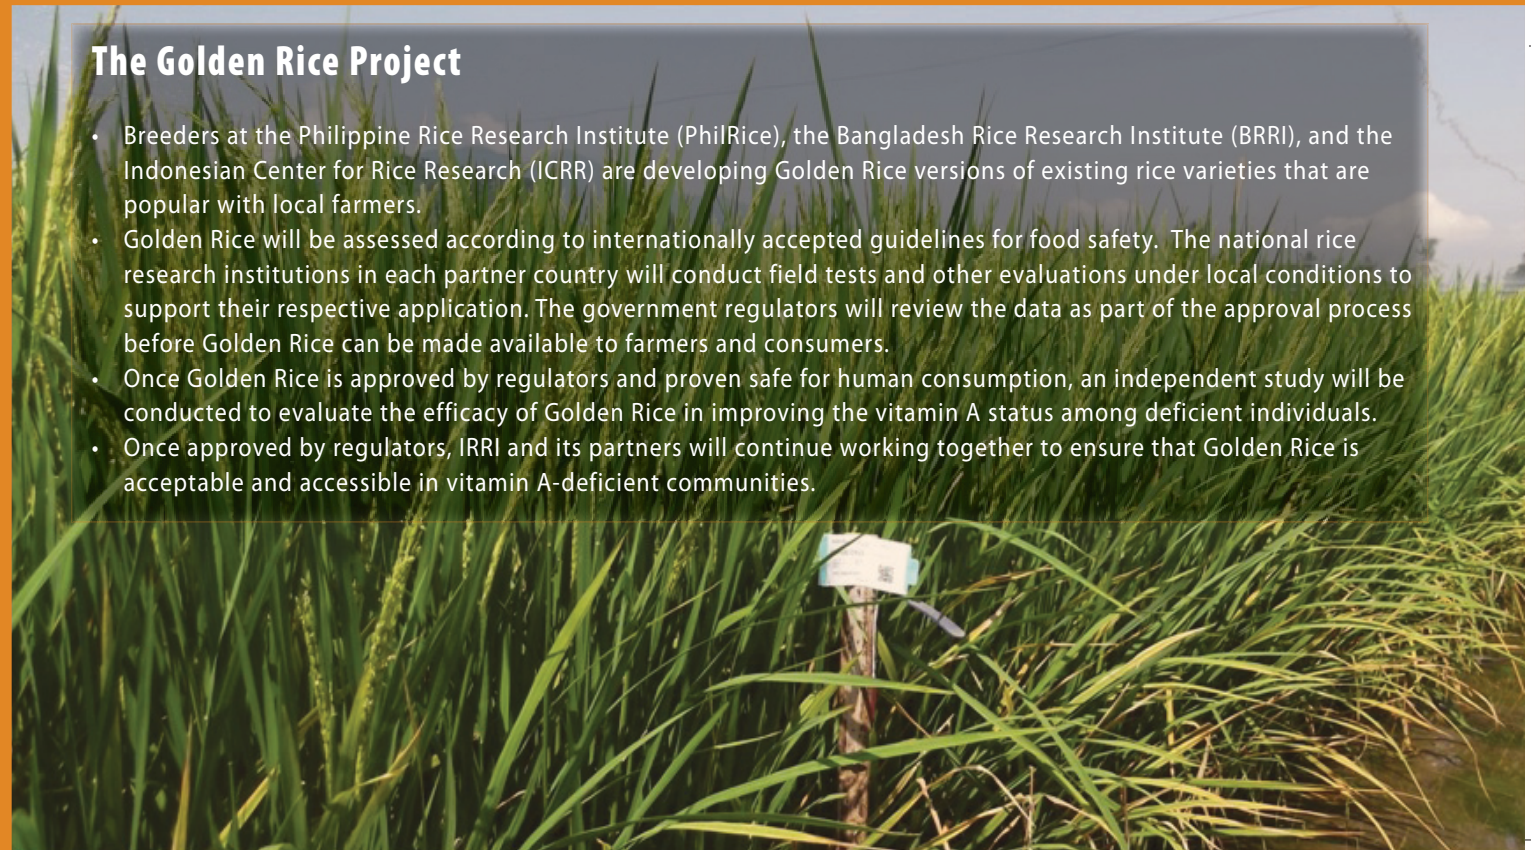 The Golden Rice Project
• Breeders at the Philippine Rice Research Institute (PhilRice), the Bangladesh Rice Research Institute (BRRI), and the
Indonesian Center for Rice Research (ICRR) are developing Golden Rice versions of existing rice varieties that are
popular with local farmers.
• Golden Rice will be assessed according to internationally accepted guidelines for food safety.  The national rice
research institutions in each partner country will conduct field tests and other evaluations under local conditions to
support their respective application. The government regulators will review the data as part of the approval process
before Golden Rice can be made available to farmers and consumers.
• Once Golden Rice is approved by regulators and proven safe for human consumption, an independent study will be
conducted to evaluate the efficacy of Golden Rice in improving the vitamin A status among deficient individuals.
• Once approved by regulators, IRRI and its partners will continue working together to ensure that Golden Rice is
acceptable and accessible in vitamin A-deficient communities.